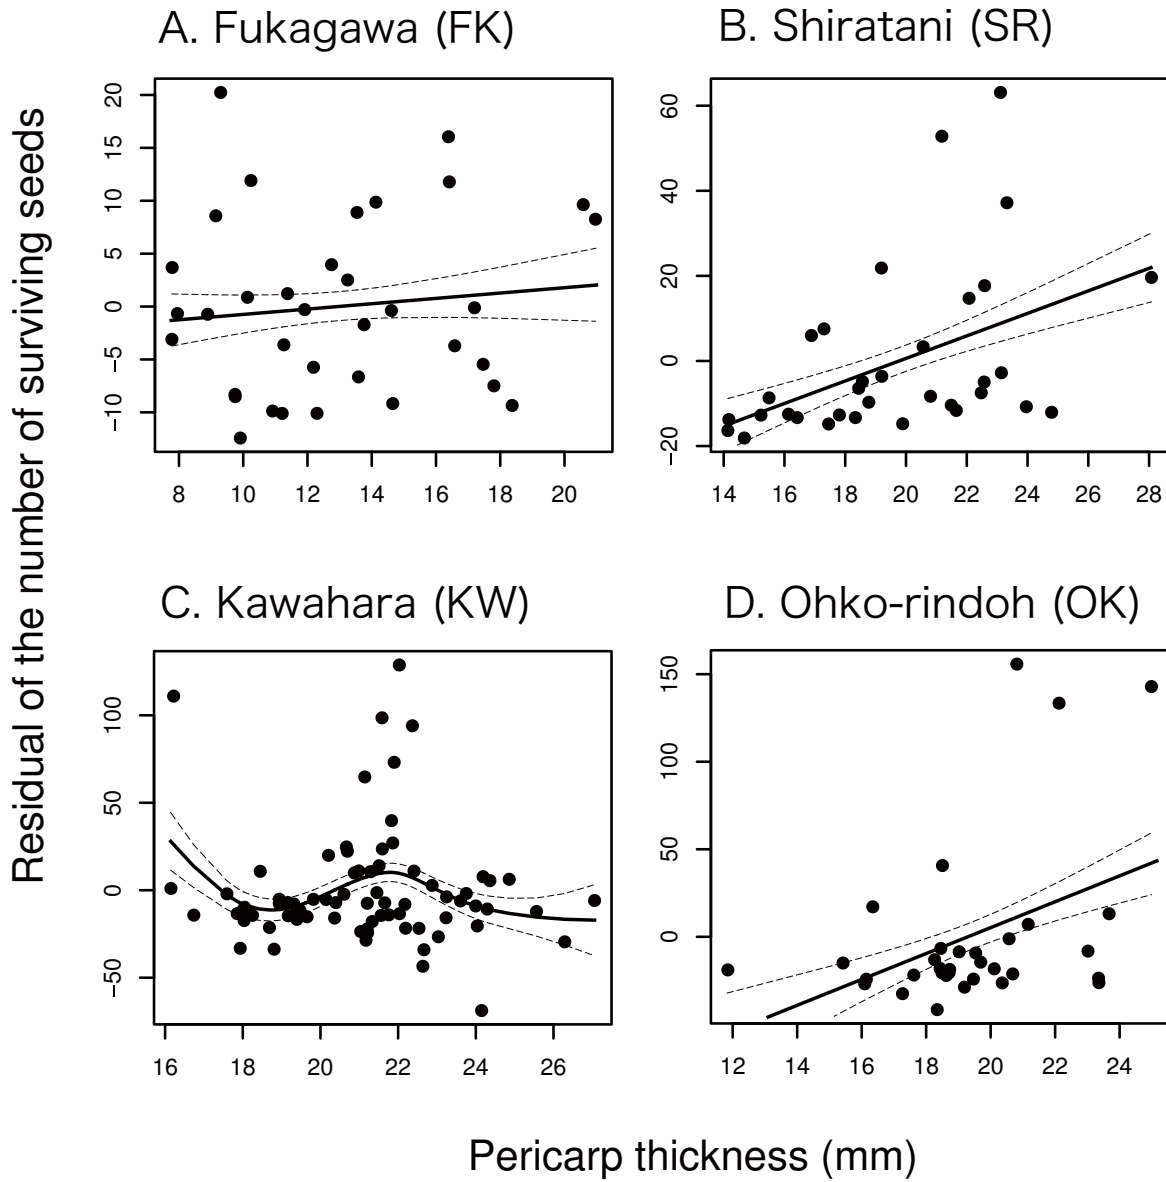 A. Fukagawa (FK)
B. Shiratani (SR)
Residual of the number of surviving seeds
20
15
10
5
0
−5
−10
8 10 12 14 16 18 20
60
40
20
0
−20
14 16 18 20 22 24 26 28
C. Kawahara (KW)
D. Ohko-rindoh (OK)
100
50
0
−50
16 18 20 22 24 26
150
100
50
0
12 14 16 18 20 22 24
Pericarp thickness (mm)